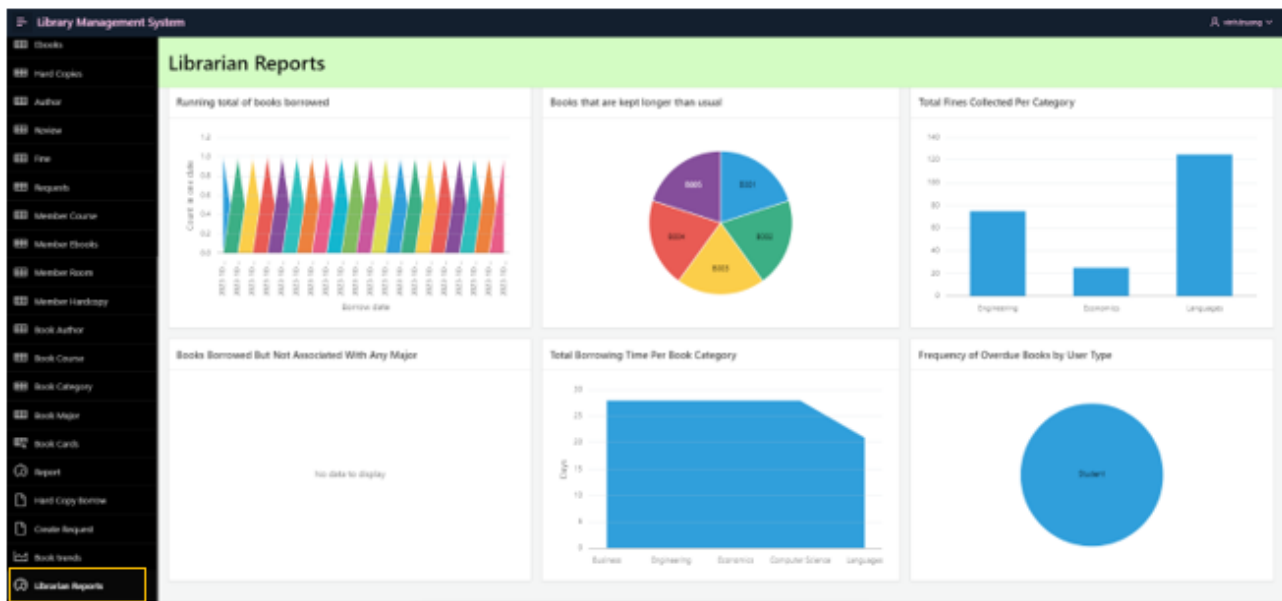 Library Management System
Ebooks
Hard Copies
Author
Review
Fine
Requests
Member Course
Member Ebooks
Member Room
Member Hardcopy
Book Author
Book Course
Book Category
Book Major
Book Cards
Report
Hard Copy Borrow
Create Request
Book trends
Librarian Reports
Librarian Reports
Running total of books borrowed
1.2
1.0
0.8
0.6
0.4
0.2
0.0
Count in one date
Borrow date
Books that are kept longer than usual
B005
B001
B004
B002
B003
Total Fines Collected Per Category
140
120
100
80
60
40
20
0
Engineering Economics Languages
Books Borrowed But Not Associated With Any Major
No data to display
Total Borrowing Time Per Book Category
30
25
20
15
10
5
0
Days
Business Engineering Economics Computer Science Languages
Frequency of Overdue Books by User Type
Student